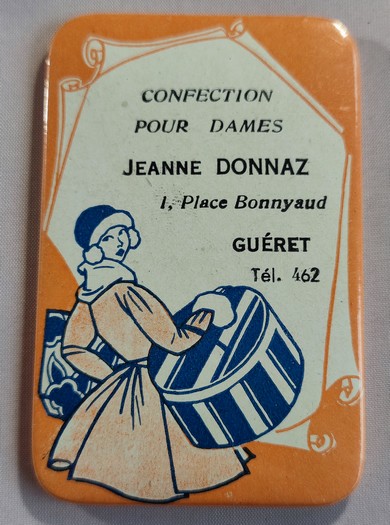 CONFECTION
POUR DAMES
JEANNE DONNAZ
1, Place Bonnyaud
GUÉRET
Tél. 462